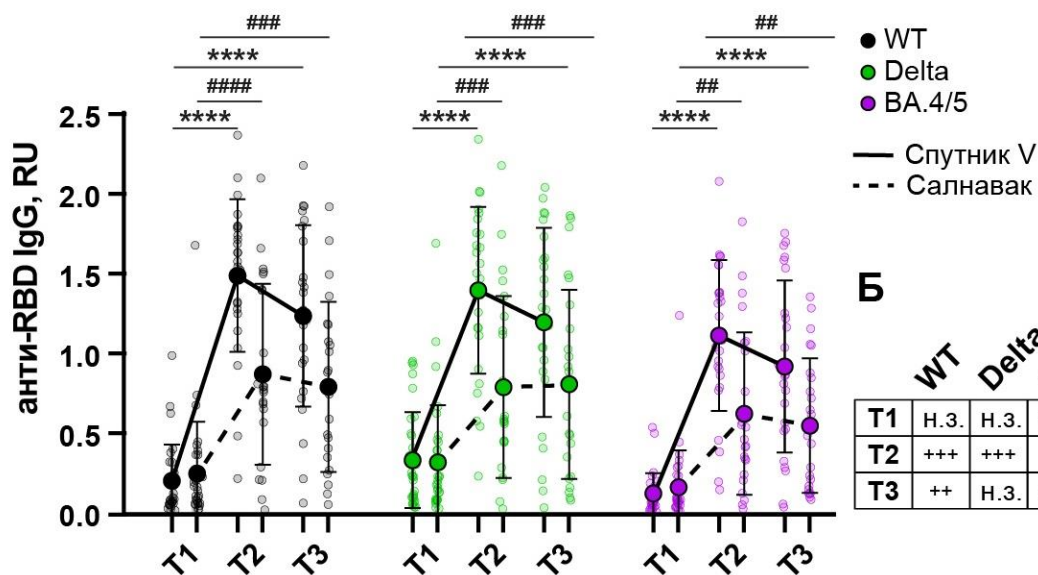 ### ### ##
**** **** ****
#### ### ##
**** **** ****
WT
Delta
BA.4/5
Спутник V
Салнавак
анти-RBD IgG, RU
2.5
2.0
1.5
1.0
0.5
0.0
T1 T2 T3 T1 T2 T3 T1 T2 T3
Б
WT Delta
T1 н.з. н.з.
T2 +++ +++
T3 ++ н.з.